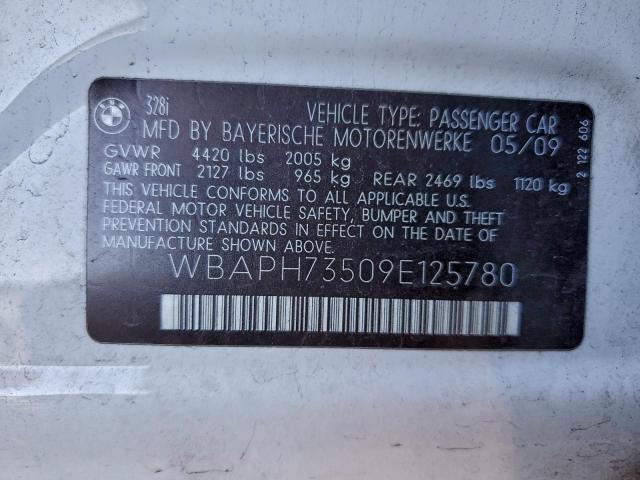 BMW
328i
VEHICLE TYPE: PASSENGER CAR
MFD BY BAYERISCHE MOTORENWERKE 05/09
GVWR 4420 lbs 2005 kg
GAWR FRONT 2127 lbs 965 kg REAR 2469 lbs 1120 kg
THIS VEHICLE CONFORMS TO ALL APPLICABLE U.S.
FEDERAL MOTOR VEHICLE SAFETY, BUMPER AND THEFT
PREVENTION STANDARDS IN EFFECT ON THE DATE OF
MANUFACTURE SHOWN ABOVE.
WBAPH73509E125780
2 122 606